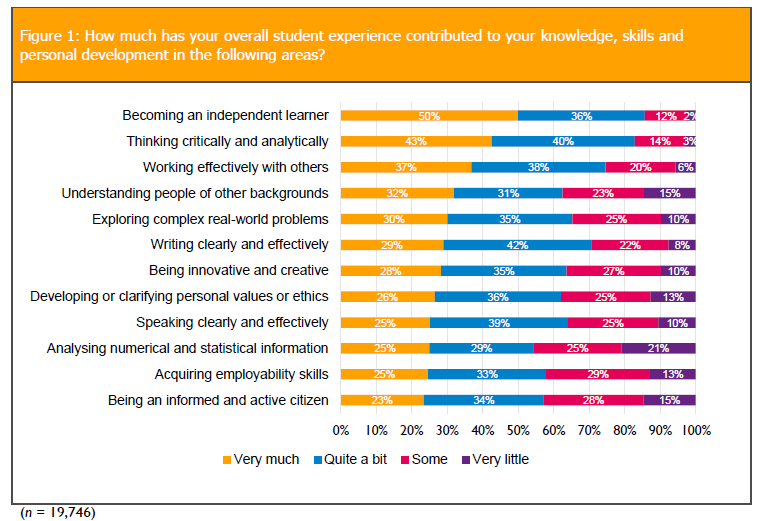 Figure 1: How much has your overall student experience contributed to your knowledge, skills and
personal development in the following areas?
Becoming an independent learner 50% 36% 12% 2%
Thinking critically and analytically 43% 40% 14% 3%
Working effectively with others 37% 38% 20% 6%
Understanding people of other backgrounds 32% 31% 23% 15%
Exploring complex real-world problems 30% 35% 25% 10%
Writing clearly and effectively 29% 42% 22% 8%
Being innovative and creative 28% 35% 27% 10%
Developing or clarifying personal values or ethics 26% 36% 25% 13%
Speaking clearly and effectively 25% 39% 25% 10%
Analysing numerical and statistical information 25% 29% 25% 21%
Acquiring employability skills 25% 33% 29% 13%
Being an informed and active citizen 23% 34% 28% 15%
0% 10% 20% 30% 40% 50% 60% 70% 80% 90% 100%
Very much Quite a bit Some Very little
(n = 19,746)